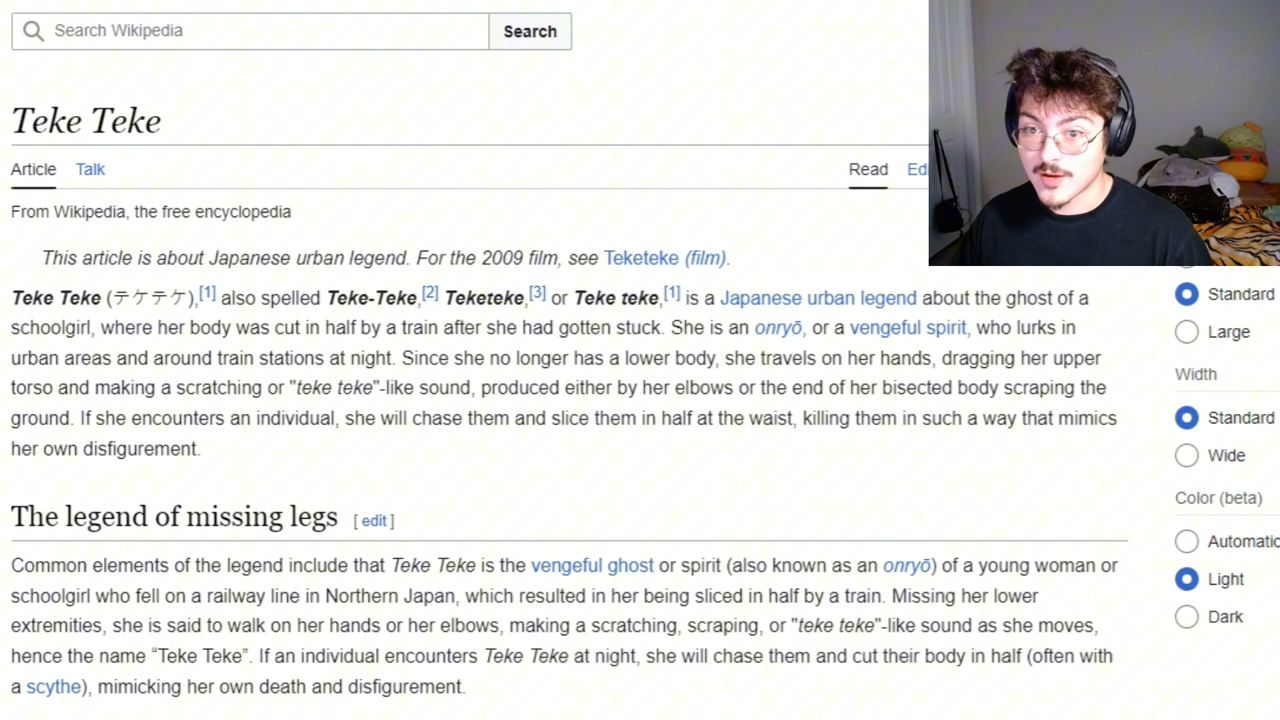 Search Wikipedia Search
Teke Teke
Article Talk Read
From Wikipedia, the free encyclopedia
This article is about Japanese urban legend. For the 2009 film, see Teketeke (film).
Teke Teke (テケテケ),[1] also spelled Teke-Teke,[2] Teketeke,[3] or Teke teke,[1] is a Japanese urban legend about the ghost of a
schoolgirl, where her body was cut in half by a train after she had gotten stuck. She is an onryō, or a vengeful spirit, who lurks in
urban areas and around train stations at night. Since she no longer has a lower body, she travels on her hands, dragging her upper
torso and making a scratching or "teke teke"-like sound, produced either by her elbows or the end of her bisected body scraping the
ground. If she encounters an individual, she will chase them and slice them in half at the waist, killing them in such a way that mimics
her own disfigurement.
The legend of missing legs [ edit ]
Common elements of the legend include that Teke Teke is the vengeful ghost or spirit (also known as an onryō) of a young woman or
schoolgirl who fell on a railway line in Northern Japan, which resulted in her being sliced in half by a train. Missing her lower
extremities, she is said to walk on her hands or her elbows, making a scratching, scraping, or "teke teke"-like sound as she moves,
hence the name “Teke Teke”. If an individual encounters Teke Teke at night, she will chase them and cut their body in half (often with
a scythe), mimicking her own death and disfigurement.
Standard
Large
Width
Standard
Wide
Color (beta)
Automatic
Light
Dark